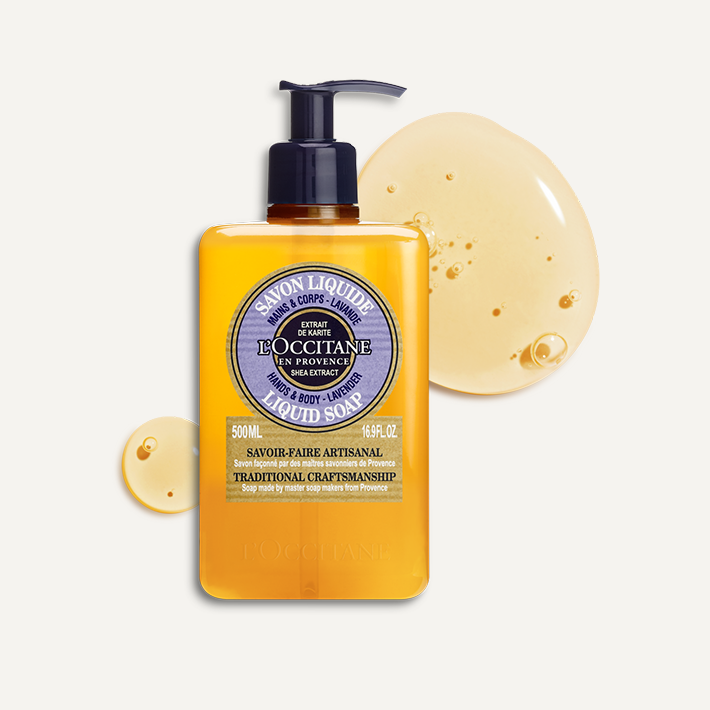 SAVON LIQUIDE
MAINS & CORPS - LAVANDE
EXTRAIT
DE KARITE
L'OCCITANE
EN PROVENCE
SHEA EXTRACT
HANDS & BODY - LAVENDER
LIQUID SOAP
500ML 16.9FL.OZ.
SAVOIR-FAIRE ARTISANAL
Savon façonné par des maîtres savonniers de Provence
TRADITIONAL CRAFTSMANSHIP
Soap made by master soap makers from Provence
L'OCCITANE